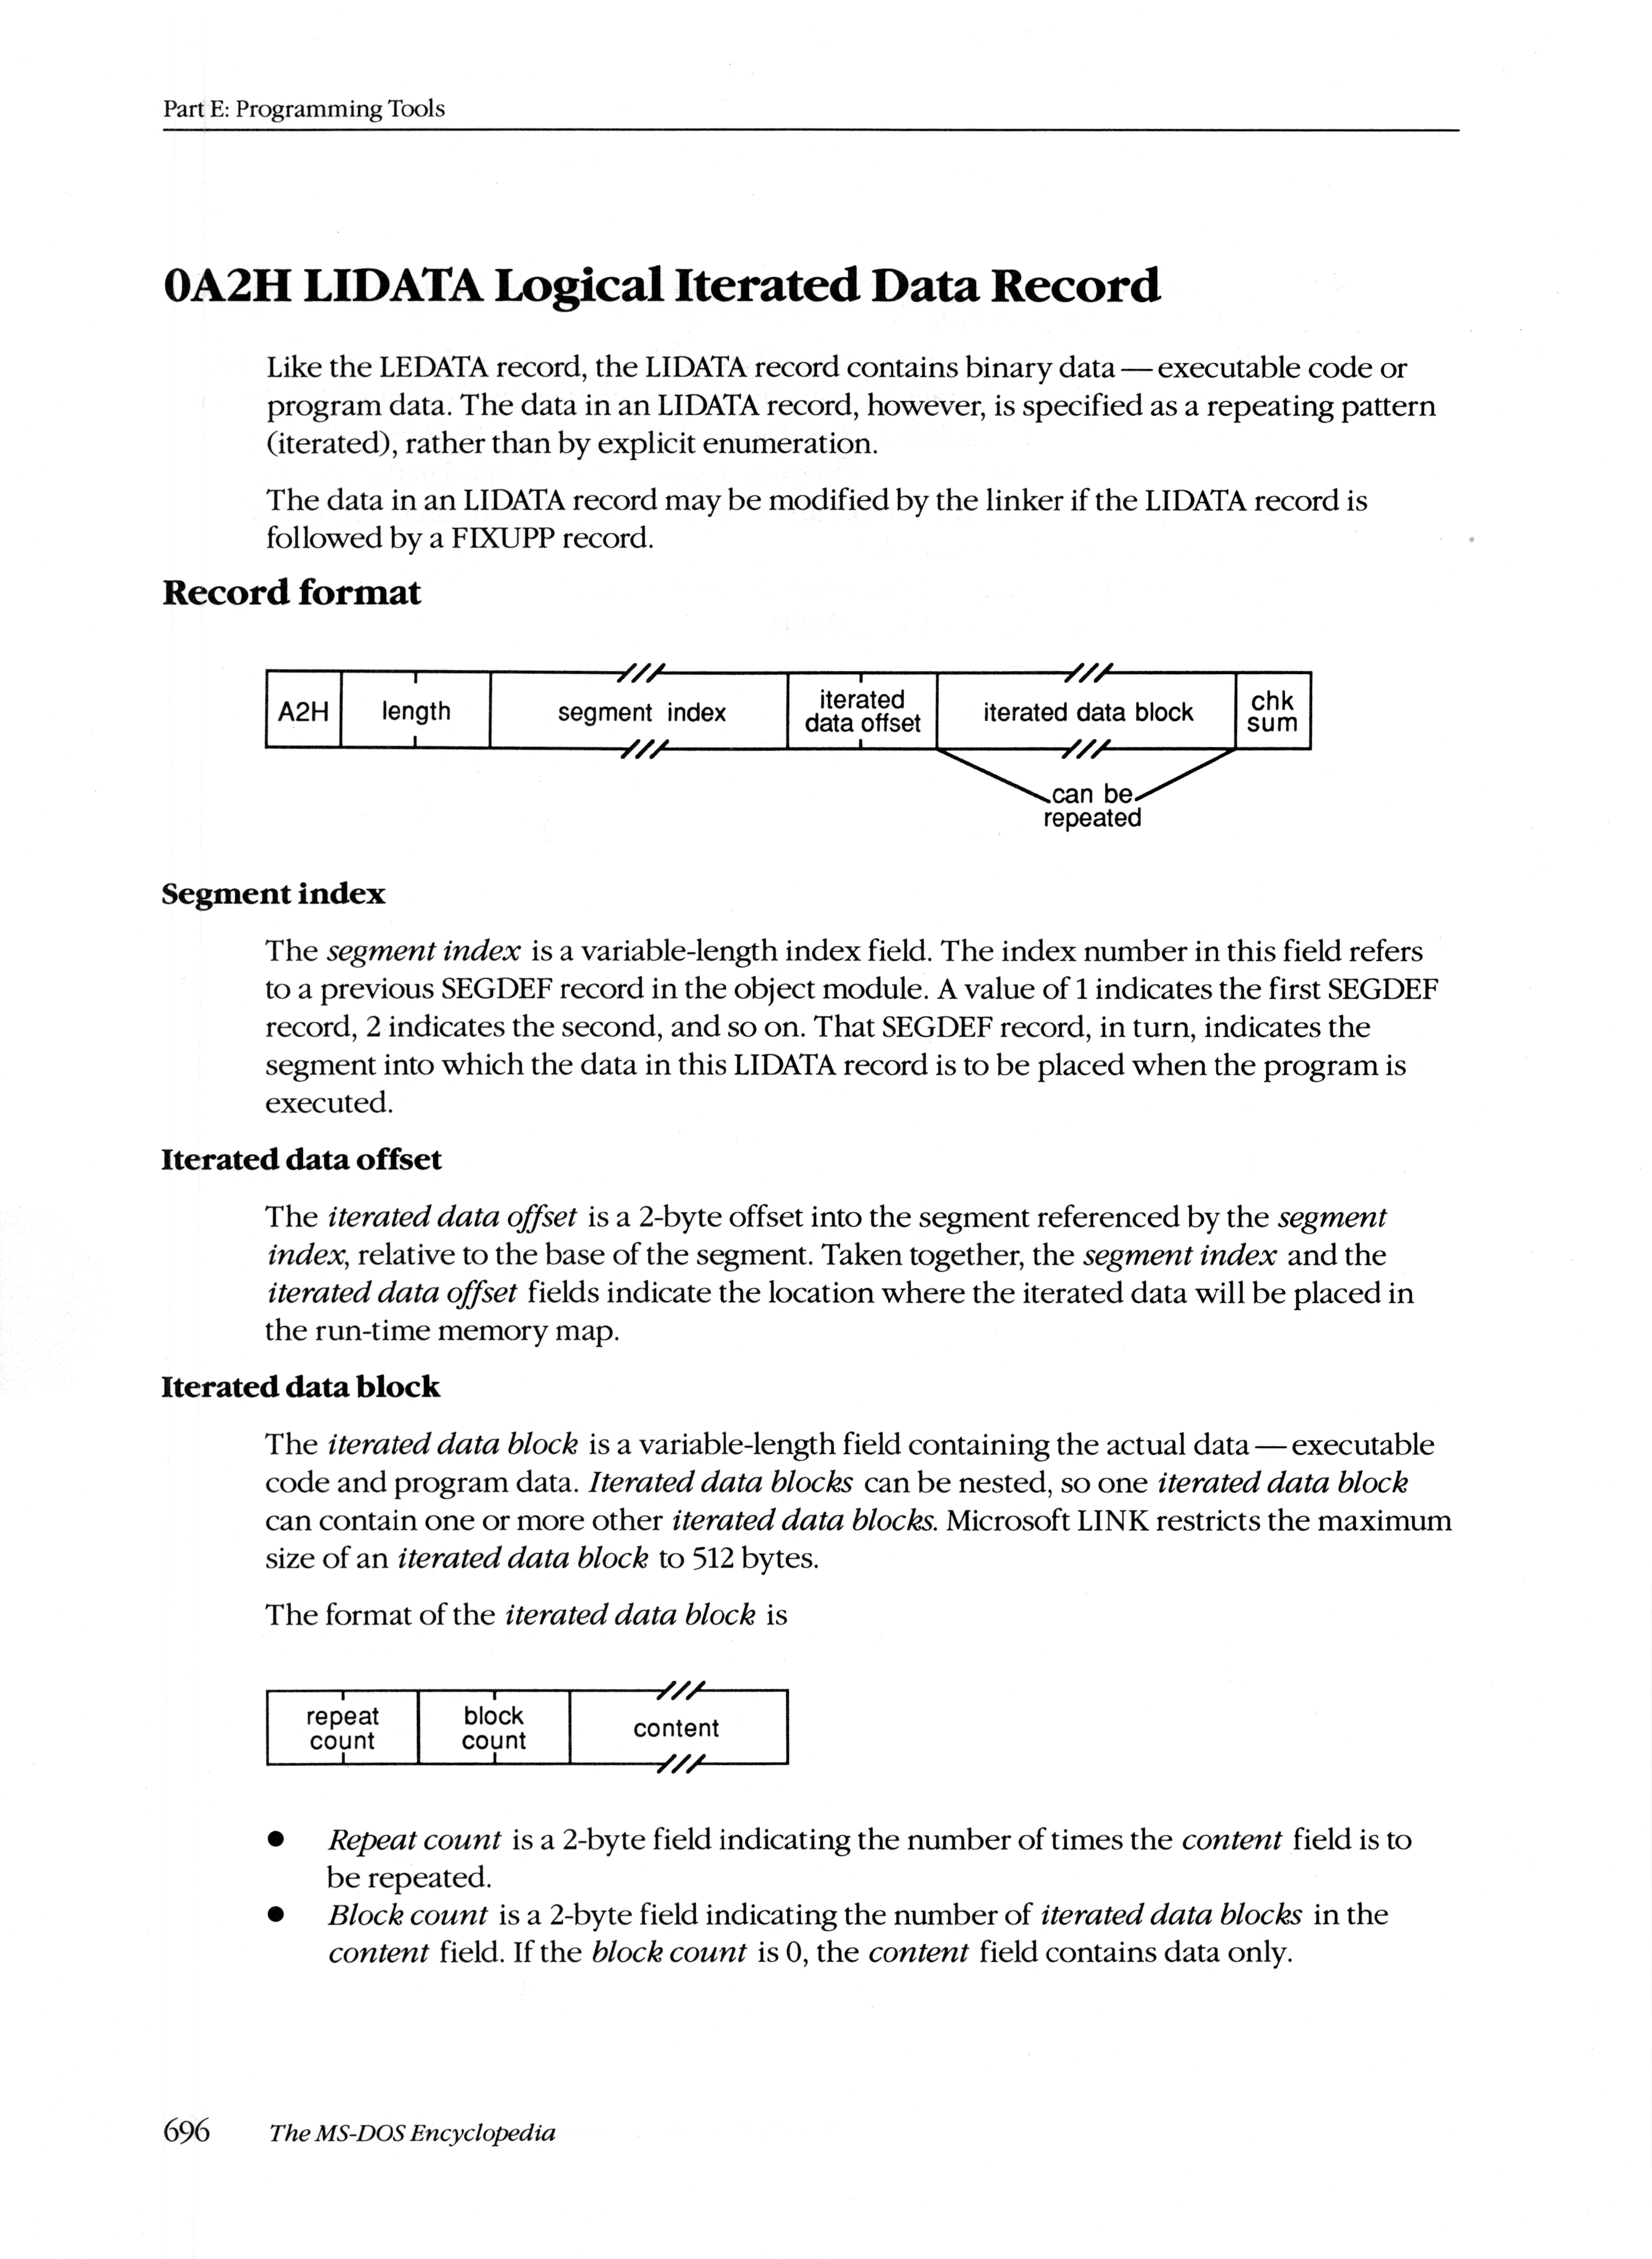 Part E: Programming Tools
0A2H LIDATA Logical Iterated Data Record
Like the LEDATA record, the LIDATA record contains binary data — executable code or
program data. The data in an LIDATA record, however, is specified as a repeating pattern
(iterated), rather than by explicit enumeration.
The data in an LIDATA record may be modified by the linker if the LIDATA record is
followed by a FIXUPP record.
Record format
A2H length segment index iterated data offset iterated data block chk sum
can be
repeated
Segment index
The segment index is a variable-length index field. The index number in this field refers
to a previous SEGDEF record in the object module. A value of 1 indicates the first SEGDEF
record, 2 indicates the second, and so on. That SEGDEF record, in turn, indicates the
segment into which the data in this LIDATA record is to be placed when the program is
executed.
Iterated data offset
The iterated data offset is a 2-byte offset into the segment referenced by the segment
index, relative to the base of the segment. Taken together, the segment index and the
iterated data offset fields indicate the location where the iterated data will be placed in
the run-time memory map.
Iterated data block
The iterated data block is a variable-length field containing the actual data — executable
code and program data. Iterated data blocks can be nested, so one iterated data block
can contain one or more other iterated data blocks. Microsoft LINK restricts the maximum
size of an iterated data block to 512 bytes.
The format of the iterated data block is
repeat count block count content
● Repeat count is a 2-byte field indicating the number of times the content field is to
be repeated.
● Block count is a 2-byte field indicating the number of iterated data blocks in the
content field. If the block count is 0, the content field contains data only.
696 The MS-DOS Encyclopedia